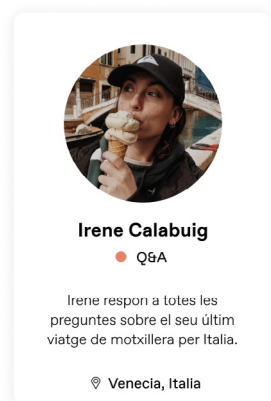 Irene Calabuig
Q&A
Irene respon a totes les
preguntes sobre el seu últim
viatge de motxillera per Italia.
Venecia, Italia